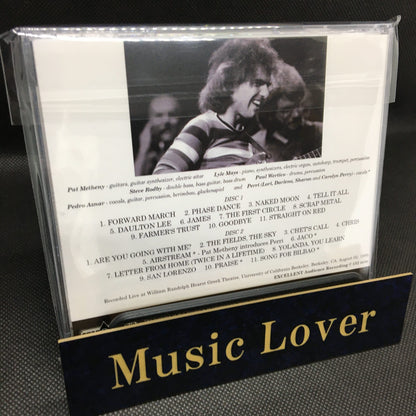 Pat Metheny - guitars, guitar synthesizer, electric sitar Lyle Mays - piano, synthesizers, electric organ, autoharp, trumpet, percussion
Steve Rodby - double bass, bass guitar, bass drum Paul Wertico - drums, percussion
Pedro Aznar - vocals, guitar, percussion, berimbau, glockenspiel and Perri (Lori, Darlene, Sharon and Carolyn Perry) - vocals*
DISC 1
1. FORWARD MARCH 2. PHASE DANCE 3. NAKED MOON 4. TELL IT ALL
5. DAULTON LEE 6. JAMES 7. THE FIRST CIRCLE 8. SCRAP METAL
9. FARMER'S TRUST 10. GOODBYE 11. STRAIGHT ON RED
DISC 2
1. ARE YOU GOING WITH ME? 2. THE FIELDS, THE SKY 3. CHET'S CALL 4. CHRIS
5. AIRSTREAM * - Pat Metheny introduces Perri 6. JACO *
7. LETTER FROM HOME (TWICE IN A LIFETIME) 8. YOLANDA, YOU LEARN
9. SAN LORENZO 10. PRAISE * 11. SONG FOR BILBAO *
Recorded Live at William Randolph Hearst Greek Theatre, University of California Berkeley, Berkeley, CA, August
EXCELLENT Audience Recording
Music Lover